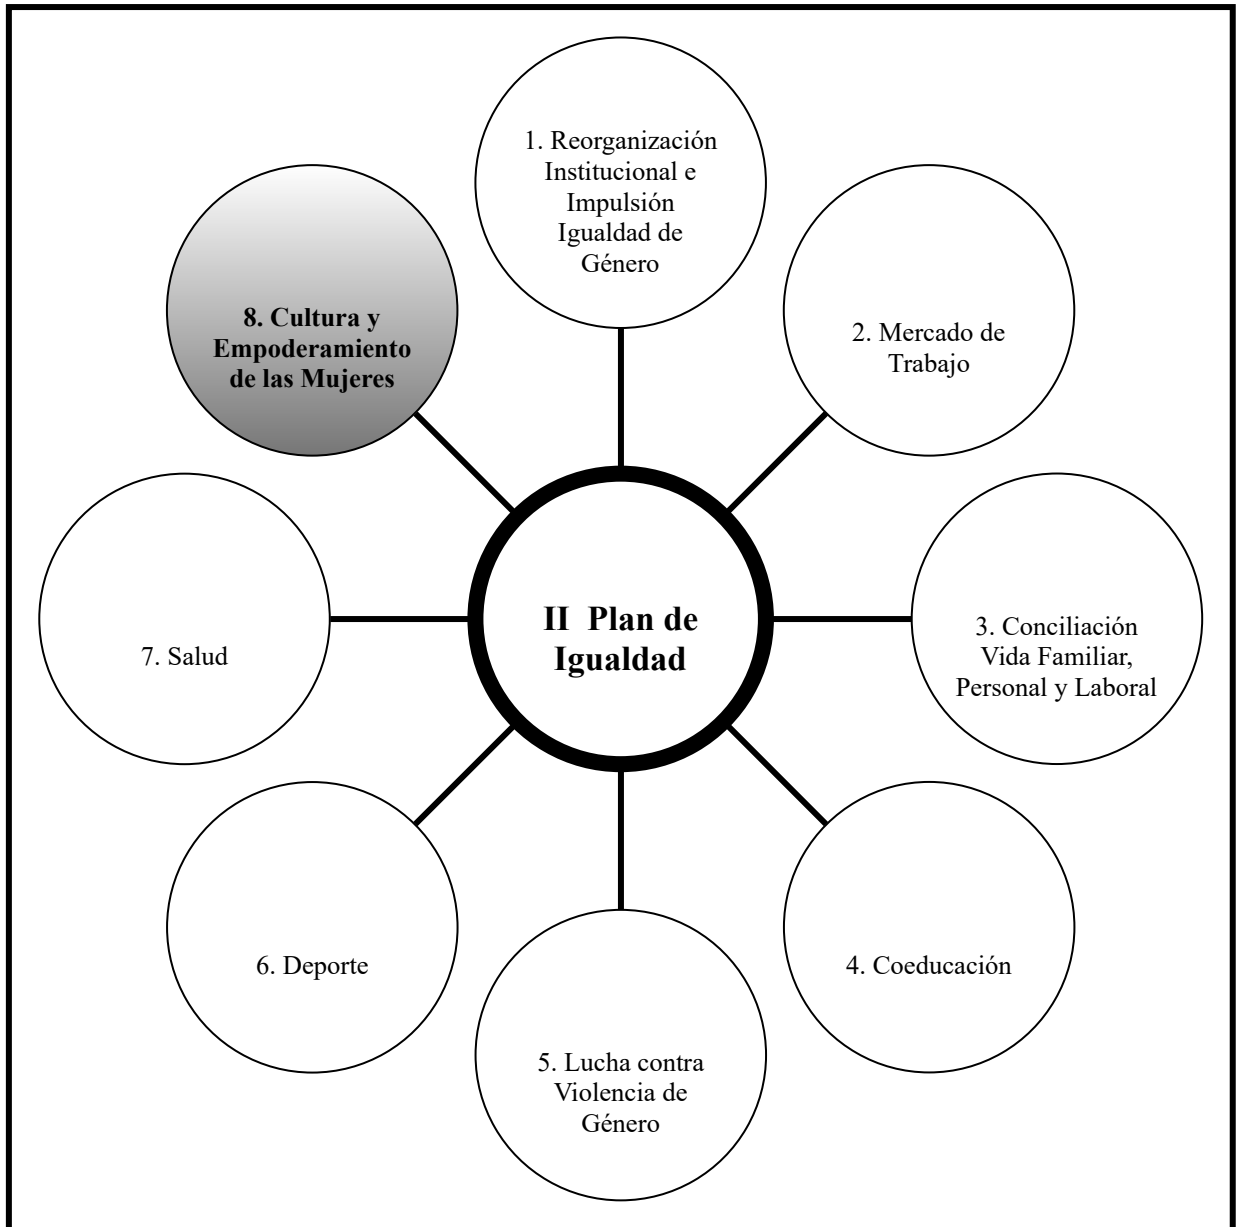 1. Reorganización
Institucional e
Impulsión
Igualdad de
Género
2. Mercado de
Trabajo
3. Conciliación
Vida Familiar,
Personal y Laboral
4. Coeducación
5. Lucha contra
Violencia de
Género
6. Deporte
7. Salud
8. Cultura y
Empoderamiento
de las Mujeres
II Plan de
Igualdad